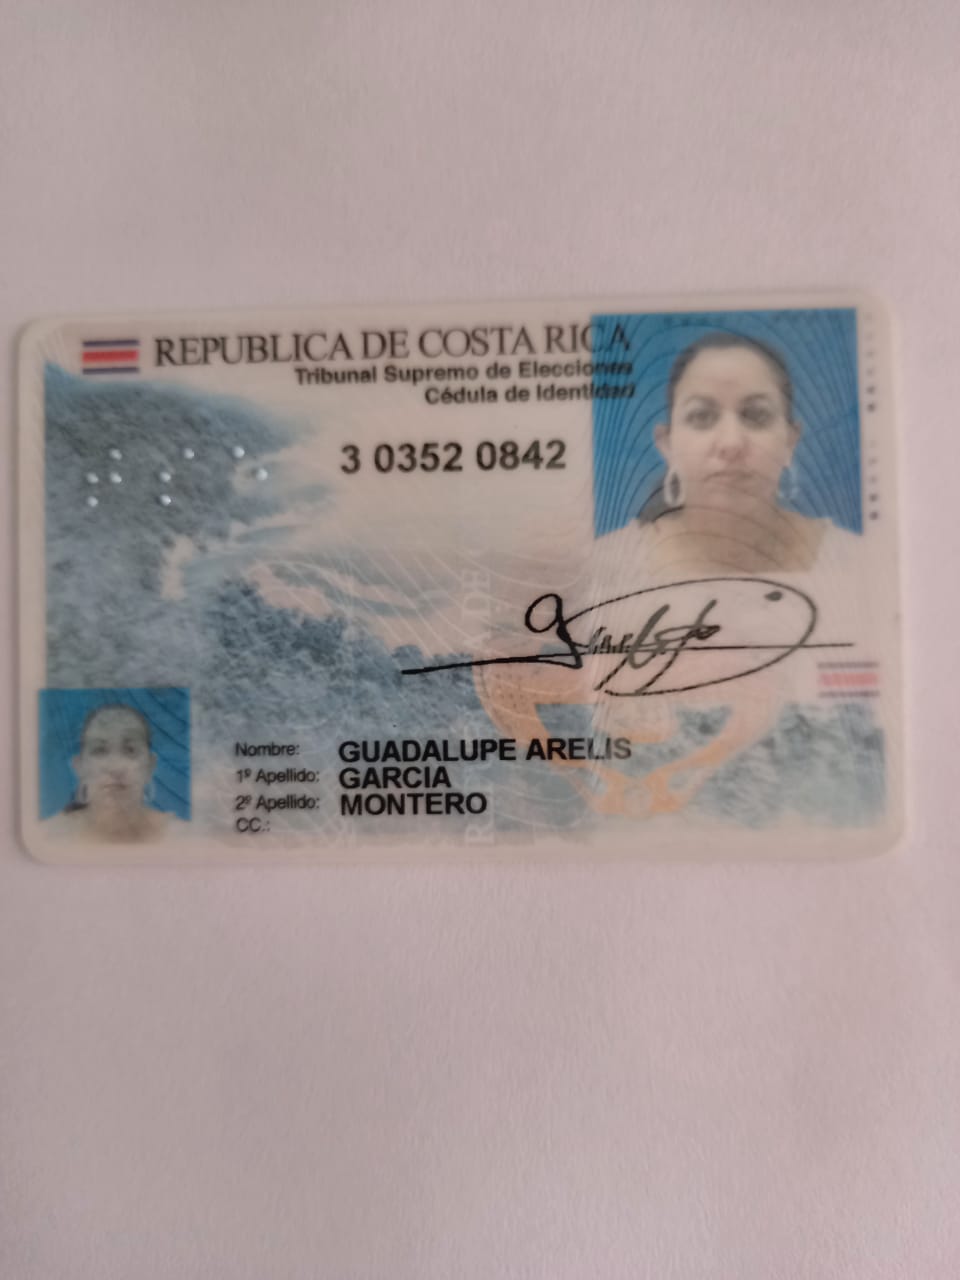 REPUBLICA DE COSTA RICA
Tribunal Supremo de Elecciones
Cédula de Identidad
3 0352 0842
Nombre: GUADALUPE ARELIS
1º Apellido: GARCIA
2º Apellido: MONTERO
CC.: